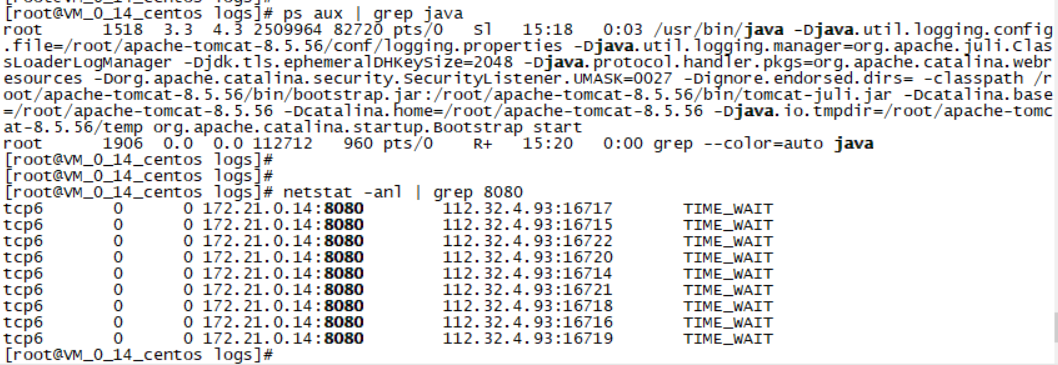 [root@VM_0_14_centos logs]#
[root@VM_0_14_centos logs]# ps aux | grep java
root      1518  3.3  4.3 2509964 82720 pts/0   Sl   15:18   0:03 /usr/bin/java -Djava.util.logging.config
.file=/root/apache-tomcat-8.5.56/conf/logging.properties -Djava.util.logging.manager=org.apache.juli.Clas
sLoaderLogManager -Djdk.tls.ephemeralDHKeySize=2048 -Djava.protocol.handler.pkgs=org.apache.catalina.webr
esources -Dorg.apache.catalina.security.SecurityListener.UMASK=0027 -Dignore.endorsed.dirs= -classpath /r
oot/apache-tomcat-8.5.56/bin/bootstrap.jar:/root/apache-tomcat-8.5.56/bin/tomcat-juli.jar -Dcatalina.base
=/root/apache-tomcat-8.5.56 -Dcatalina.home=/root/apache-tomcat-8.5.56 -Djava.io.tmpdir=/root/apache-tomc
at-8.5.56/temp org.apache.catalina.startup.Bootstrap start
root      1906  0.0  0.0 112712   960 pts/0    R+   15:20   0:00 grep --color=auto java
[root@VM_0_14_centos logs]#
[root@VM_0_14_centos logs]#
[root@VM_0_14_centos logs]# netstat -anl | grep 8080
tcp6       0      0 172.21.0.14:8080        112.32.4.93:16717       TIME_WAIT
tcp6       0      0 172.21.0.14:8080        112.32.4.93:16715       TIME_WAIT
tcp6       0      0 172.21.0.14:8080        112.32.4.93:16722       TIME_WAIT
tcp6       0      0 172.21.0.14:8080        112.32.4.93:16720       TIME_WAIT
tcp6       0      0 172.21.0.14:8080        112.32.4.93:16714       TIME_WAIT
tcp6       0      0 172.21.0.14:8080        112.32.4.93:16721       TIME_WAIT
tcp6       0      0 172.21.0.14:8080        112.32.4.93:16718       TIME_WAIT
tcp6       0      0 172.21.0.14:8080        112.32.4.93:16716       TIME_WAIT
tcp6       0      0 172.21.0.14:8080        112.32.4.93:16719       TIME_WAIT
[root@VM_0_14_centos logs]#